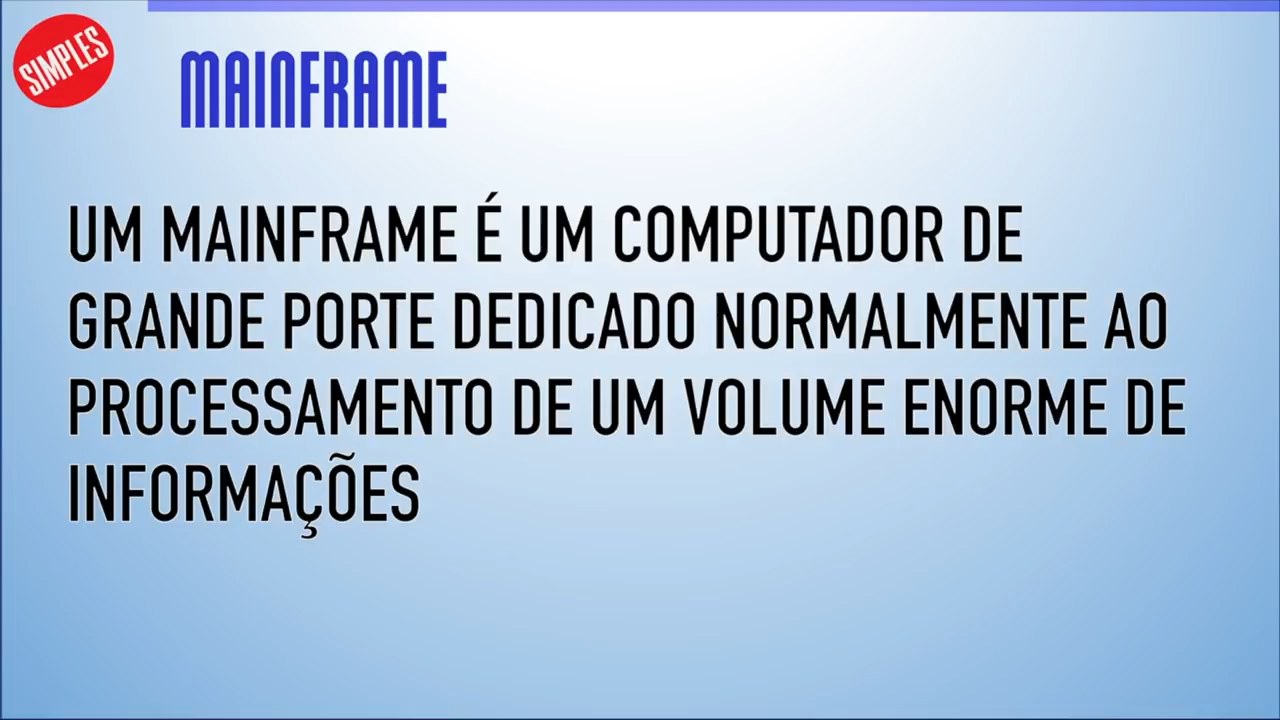 SIMPLES
MAINFRAME
UM MAINFRAME É UM COMPUTADOR DE
GRANDE PORTE DEDICADO NORMALMENTE AO
PROCESSAMENTO DE UM VOLUME ENORME DE
INFORMAÇÕES